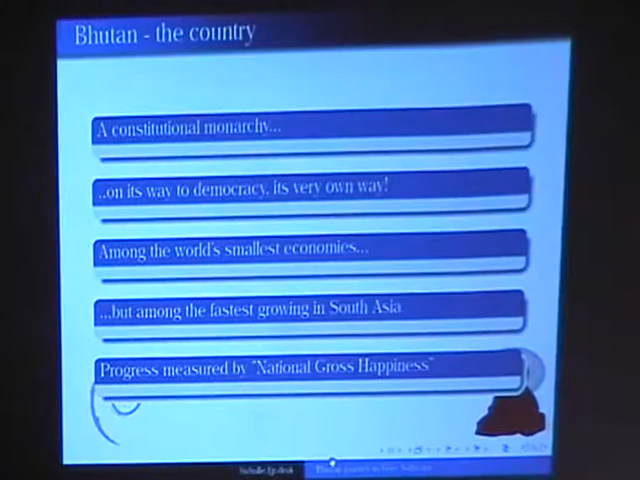 Bhutan - the country
A constitutional monarchy...
..on its way to democracy, its very own way!
Among the world's smallest economies...
...but among the fastest growing in South Asia
Progress measured by "National Gross Happiness"